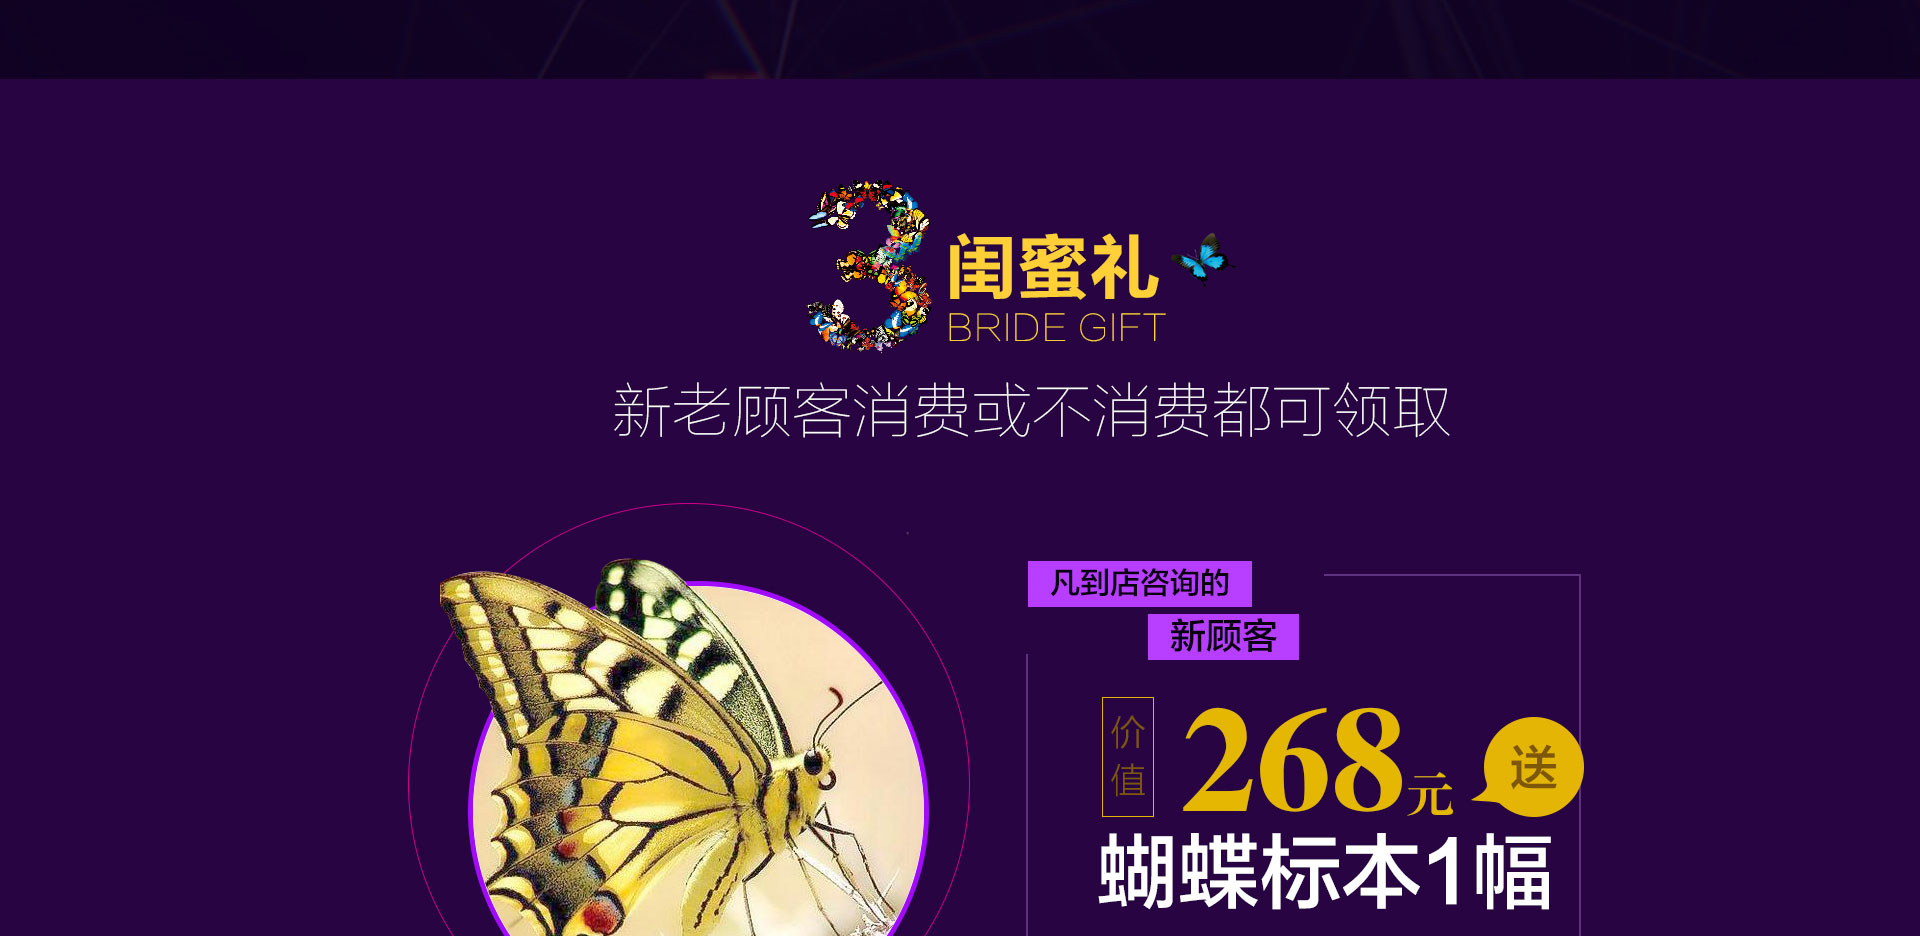 3 闺蜜礼
BRIDE GIFT
新老顾客消费或不消费都可领取
凡到店咨询的
新顾客
价值 268元 送
蝴蝶标本1幅